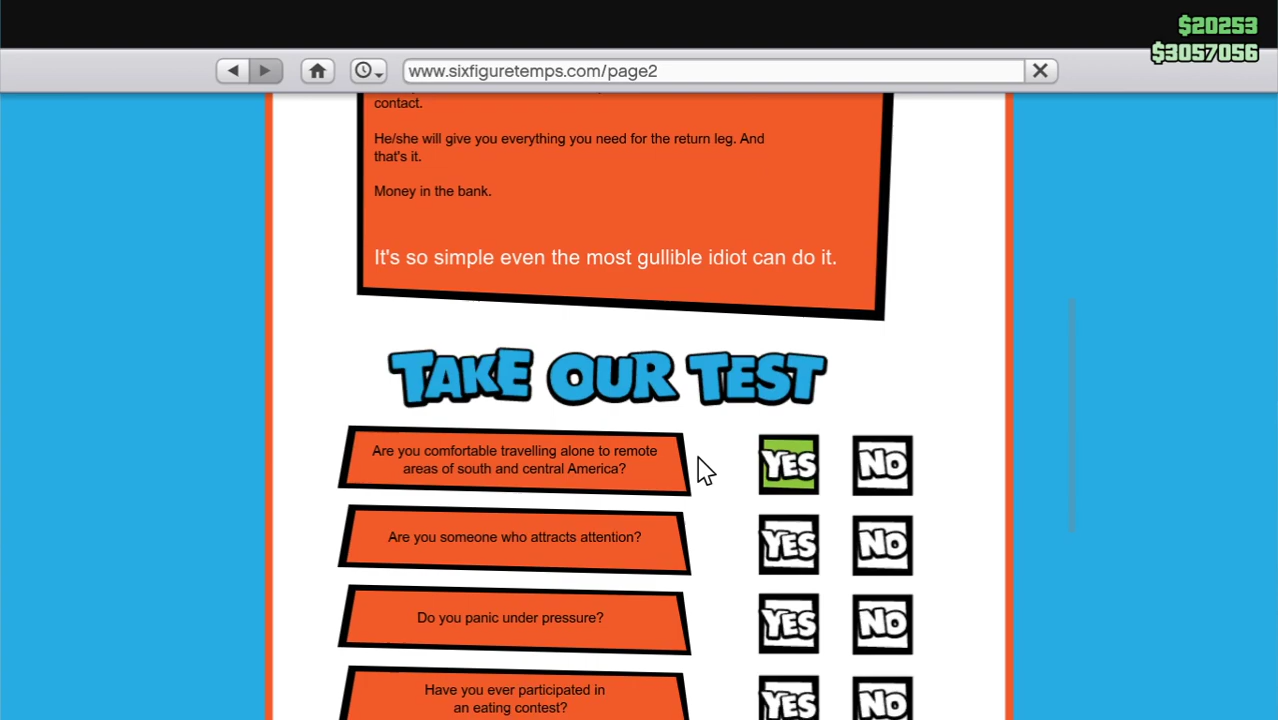 $20253
$3057056
www.sixfiguretemps.com/page2
contact.
He/she will give you everything you need for the return leg. And
that's it.
Money in the bank.
It's so simple even the most gullible idiot can do it.
TAKE OUR TEST
Are you comfortable travelling alone to remote
areas of south and central America?
YES NO
Are you someone who attracts attention?
YES NO
Do you panic under pressure?
YES NO
Have you ever participated in
an eating contest?
YES NO